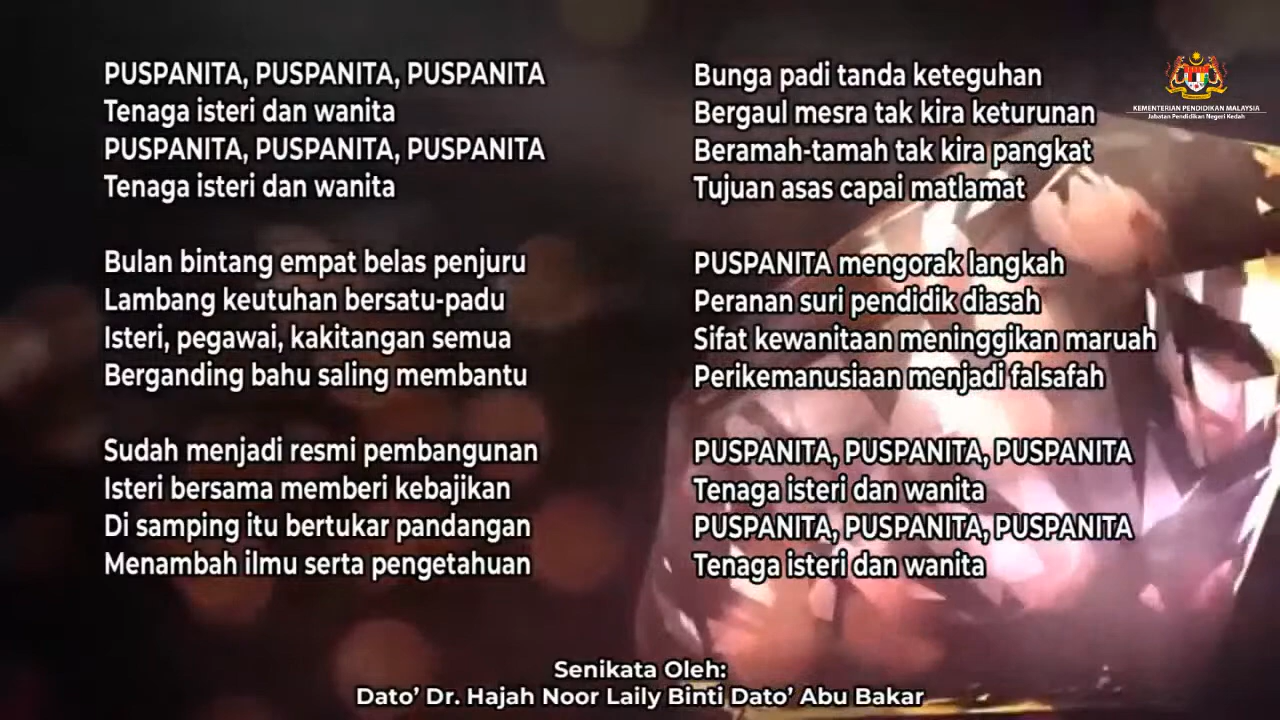 PUSPANITA, PUSPANITA, PUSPANITA
Tenaga isteri dan wanita
PUSPANITA, PUSPANITA, PUSPANITA
Tenaga isteri dan wanita
Bulan bintang empat belas penjuru
Lambang keutuhan bersatu-padu
Isteri, pegawai, kakitangan semua
Berganding bahu saling membantu
Sudah menjadi resmi pembangunan
Isteri bersama memberi kebajikan
Di samping itu bertukar pandangan
Menambah ilmu serta pengetahuan
Bunga padi tanda keteguhan
Bergaul mesra tak kira keturunan
Beramah-tamah tak kira pangkat
Tujuan asas capai matlamat
PUSPANITA mengorak langkah
Peranan suri pendidik diasah
Sifat kewanitaan meninggikan maruah
Perikemanusiaan menjadi falsafah
PUSPANITA, PUSPANITA, PUSPANITA
Tenaga isteri dan wanita
PUSPANITA, PUSPANITA, PUSPANITA
Tenaga isteri dan wanita
KEMENTERIAN PENDIDIKAN MALAYSIA
Jabatan Pendidikan Negeri Kedah
Senikata Oleh:
Dato’ Dr. Hajah Noor Laily Binti Dato’ Abu Bakar